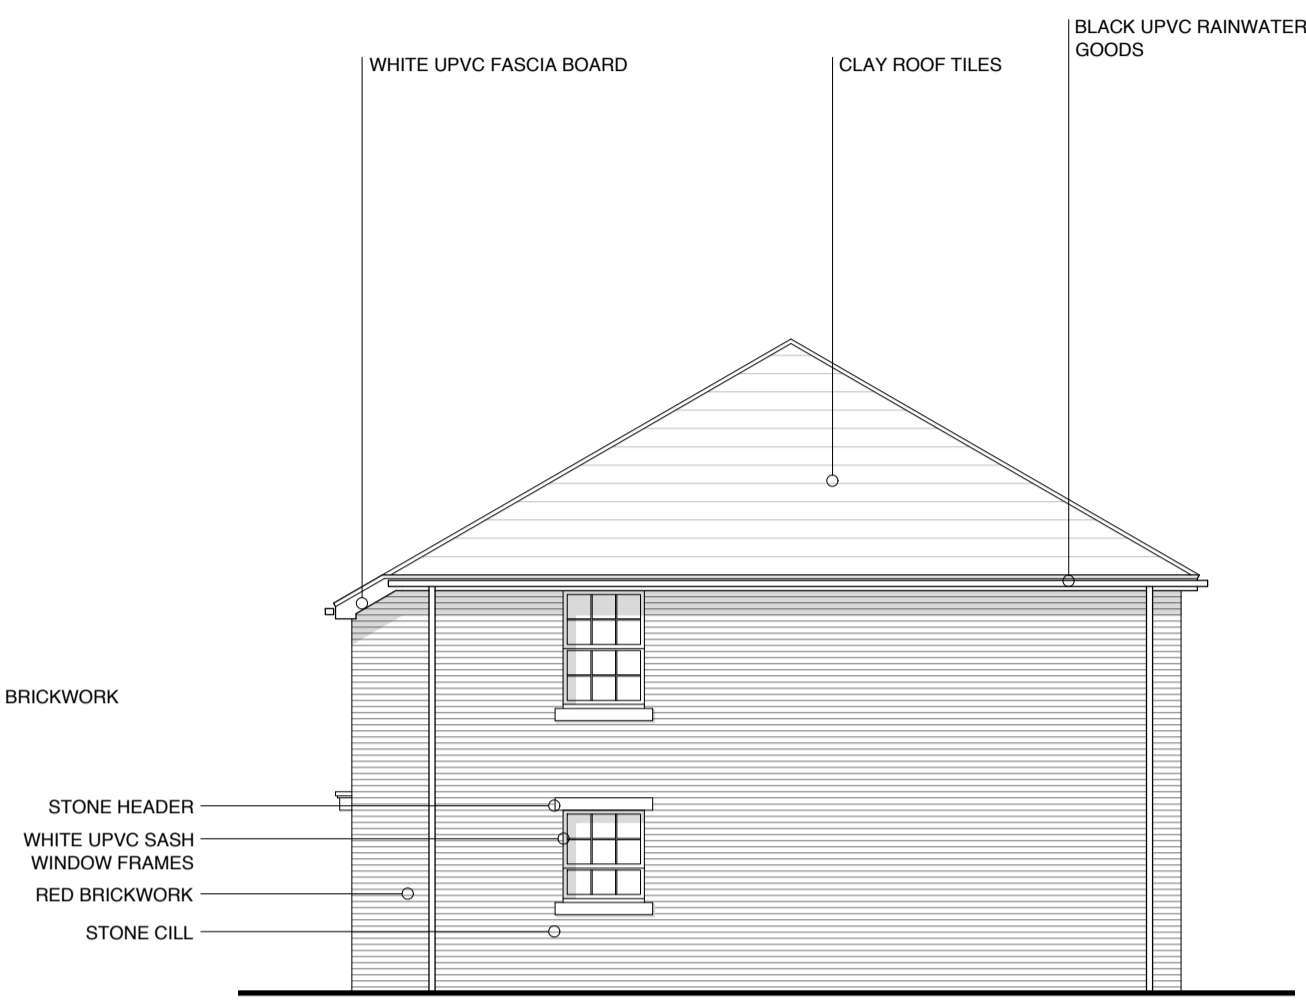 BLACK UPVC RAINWATER
GOODS
WHITE UPVC FASCIA BOARD
CLAY ROOF TILES
BRICKWORK
STONE HEADER
WHITE UPVC SASH
WINDOW FRAMES
RED BRICKWORK
STONE CILL